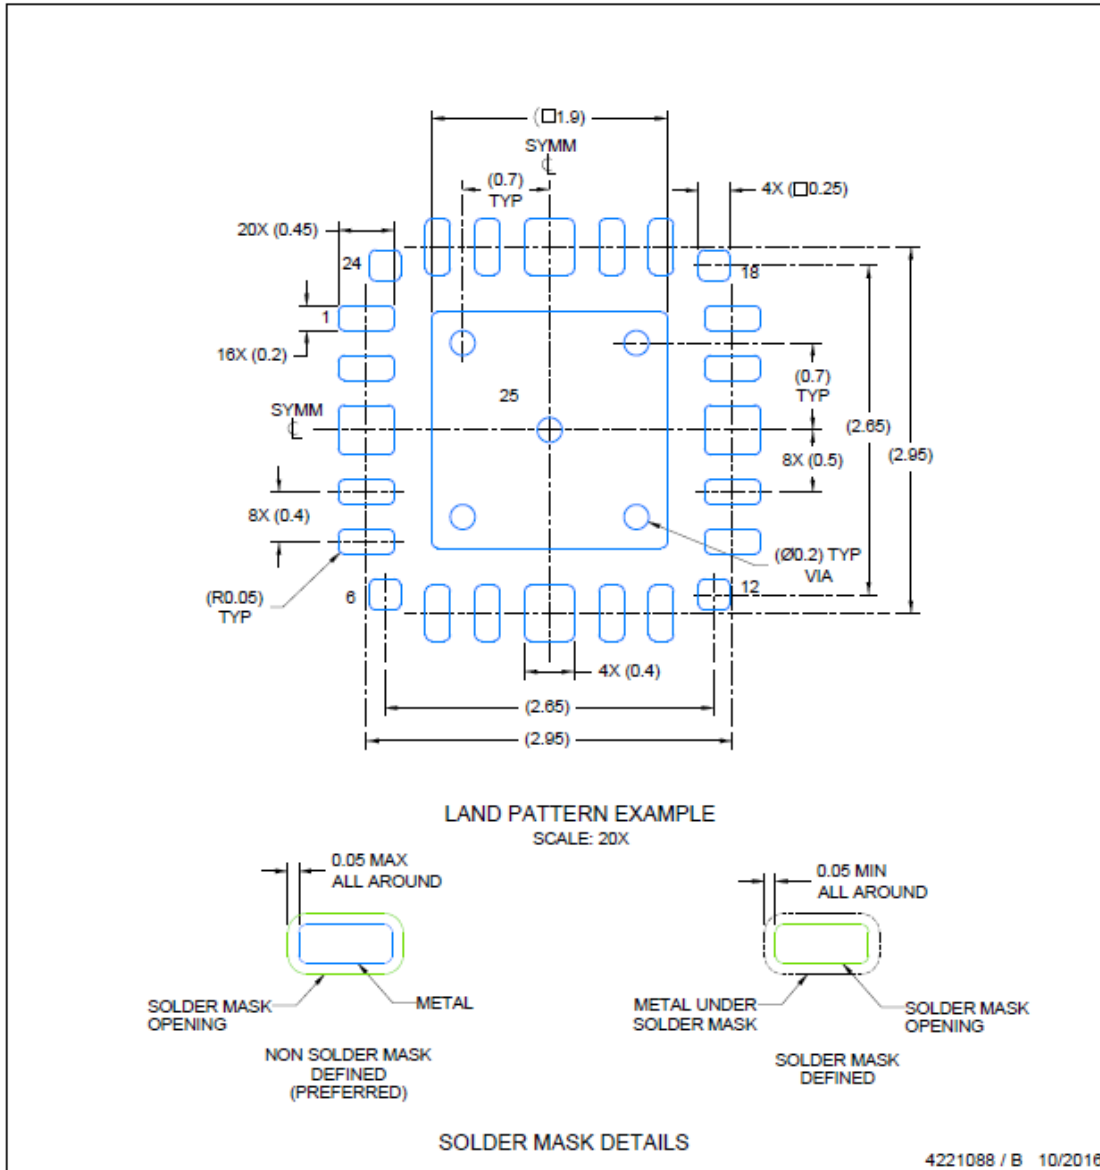 (□1.9)
SYMM
℄
(0.7)
TYP
4X (□0.25)
20X (0.45)
24
18
1
16X (0.2)
(0.7)
TYP
25
SYMM
℄
(2.65)
(2.95)
8X (0.5)
8X (0.4)
(Ø0.2) TYP
VIA
(R0.05)
TYP
6
12
4X (0.4)
(2.65)
(2.95)
LAND PATTERN EXAMPLE
SCALE: 20X
0.05 MAX
ALL AROUND
0.05 MIN
ALL AROUND
SOLDER MASK
OPENING
METAL
METAL UNDER
SOLDER MASK
SOLDER MASK
OPENING
NON SOLDER MASK
DEFINED
(PREFERRED)
SOLDER MASK
DEFINED
SOLDER MASK DETAILS
4221088 / B 10/2016